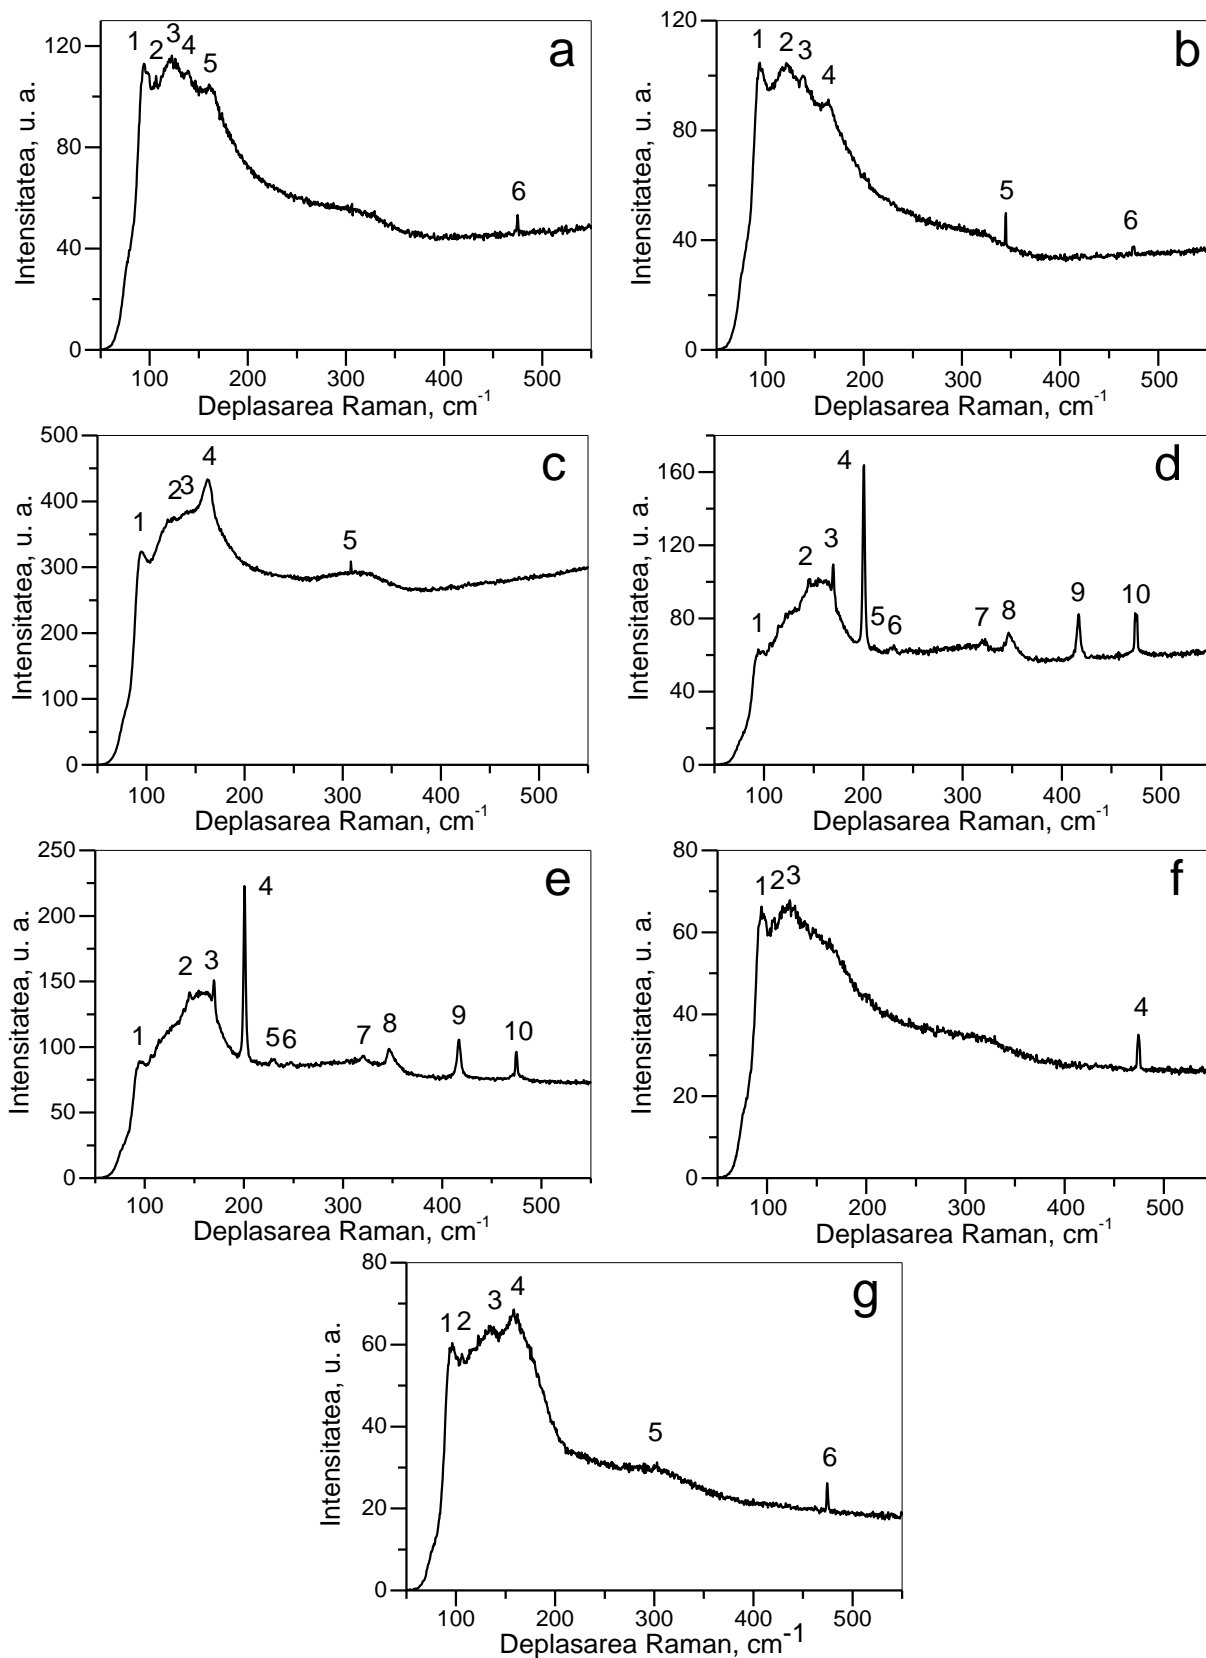 a
1 2 3 4 5 6
Intensitatea, u. a.
120
80
40
0
100 200 300 400 500
Deplasarea Raman, cm-1
b
1 2 3 4 5 6
Intensitatea, u. a.
120
80
40
0
100 200 300 400 500
Deplasarea Raman, cm-1
c
1 2 3 4 5
Intensitatea, u. a.
500
400
300
200
100
0
100 200 300 400 500
Deplasarea Raman, cm-1
d
1 2 3 4 5 6 7 8 9 10
Intensitatea, u. a.
160
120
80
40
0
100 200 300 400 500
Deplasarea Raman, cm-1
e
1 2 3 4 5 6 7 8 9 10
Intensitatea, u. a.
250
200
150
100
50
0
100 200 300 400 500
Deplasarea Raman, cm-1
f
1 2 3 4
Intensitatea, u. a.
80
60
40
20
0
100 200 300 400 500
Deplasarea Raman, cm-1
g
1 2 3 4 5 6
Intensitatea, u. a.
80
60
40
20
0
100 200 300 400 500
Deplasarea Raman, cm-1